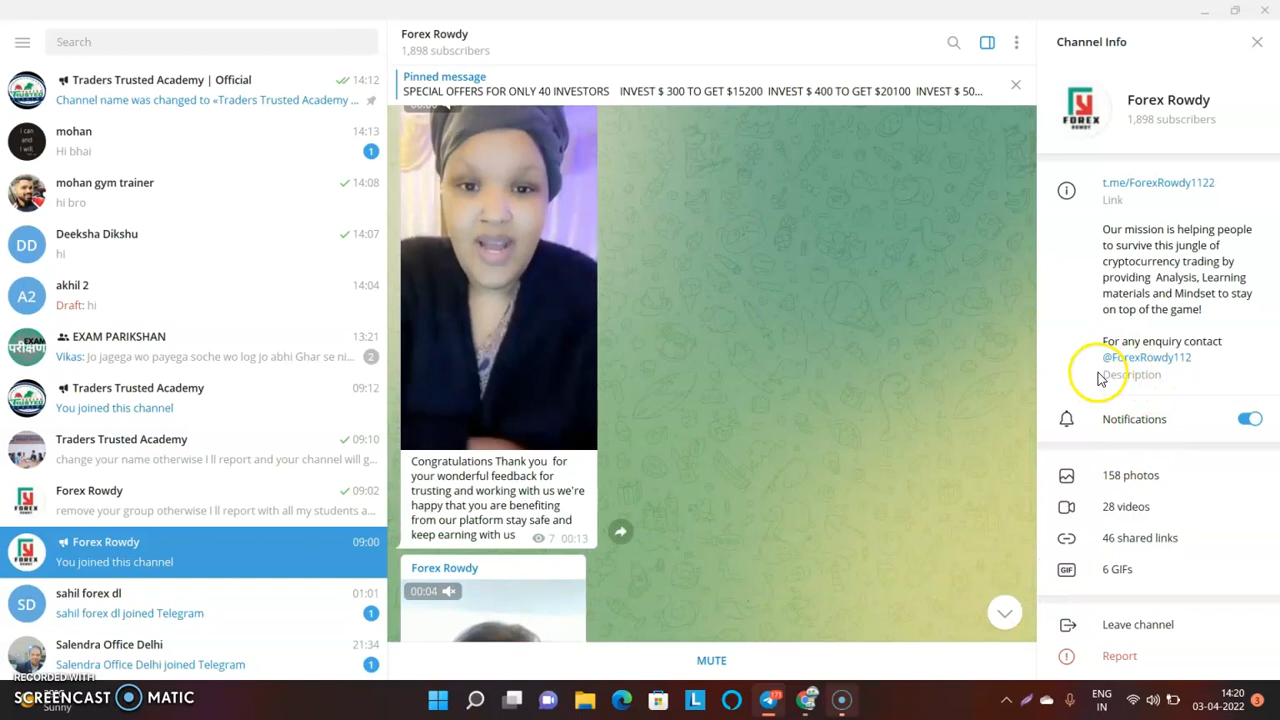 Search
Traders Trusted Academy | Official
14:12
Channel name was changed to «Traders Trusted Academy ...
mohan
14:13
Hi bhai
1
mohan gym trainer
14:08
hi bro
DD
Deeksha Dikshu
14:07
hi
A2
akhil 2
14:04
Draft: hi
EXAM PARIKSHAN
13:21
Vikas: Jo jagega wo payega soche wo log jo abhi Ghar se ni...
2
Traders Trusted Academy
09:12
You joined this channel
Traders Trusted Academy
09:10
change your name otherwise I ll report and your channel will g...
Forex Rowdy
09:02
remove your group otherwise I ll report with all my students a...
Forex Rowdy
09:00
You joined this channel
SD
sahil forex dl
01:01
sahil forex dl joined Telegram
1
Salendra Office Delhi
21:34
Salendra Office Delhi joined Telegram
1
Forex Rowdy
1,898 subscribers
Pinned message
SPECIAL OFFERS FOR ONLY 40 INVESTORS INVEST $ 300 TO GET $15200 INVEST $ 400 TO GET $20100 INVEST $ 50...
Congratulations Thank you for
your wonderful feedback for
trusting and working with us we're
happy that you are benefiting
from our platform stay safe and
keep earning with us
7 00:13
Forex Rowdy
00:04
MUTE
Channel Info
FOREX
ROWDY
Forex Rowdy
1,898 subscribers
t.me/ForexRowdy1122
Link
Our mission is helping people
to survive this jungle of
cryptocurrency trading by
providing Analysis, Learning
materials and Mindset to stay
on top of the game!
For any enquiry contact
@ForexRowdy112
Description
Notifications
158 photos
28 videos
46 shared links
GIF
6 GIFs
Leave channel
Report
RECORDED WITH
SCREENCAST MATIC
Sunny
L
ENG
IN
14:20
03-04-2022
3